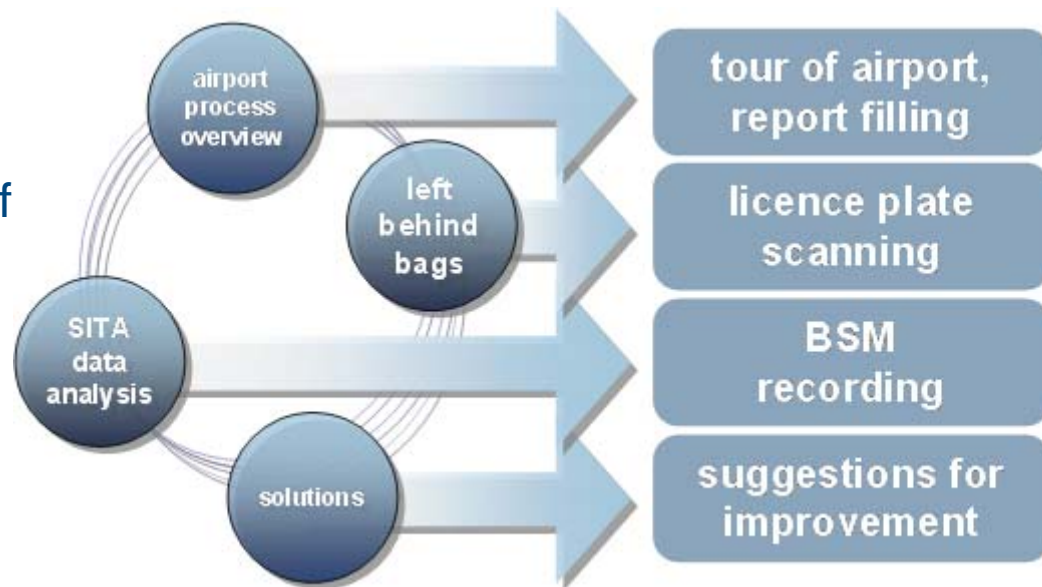 airport
process
overview
tour of airport,
report filling
f
left
behind
bags
licence plate
scanning
SITA
data
analysis
BSM
recording
solutions
suggestions for
improvement